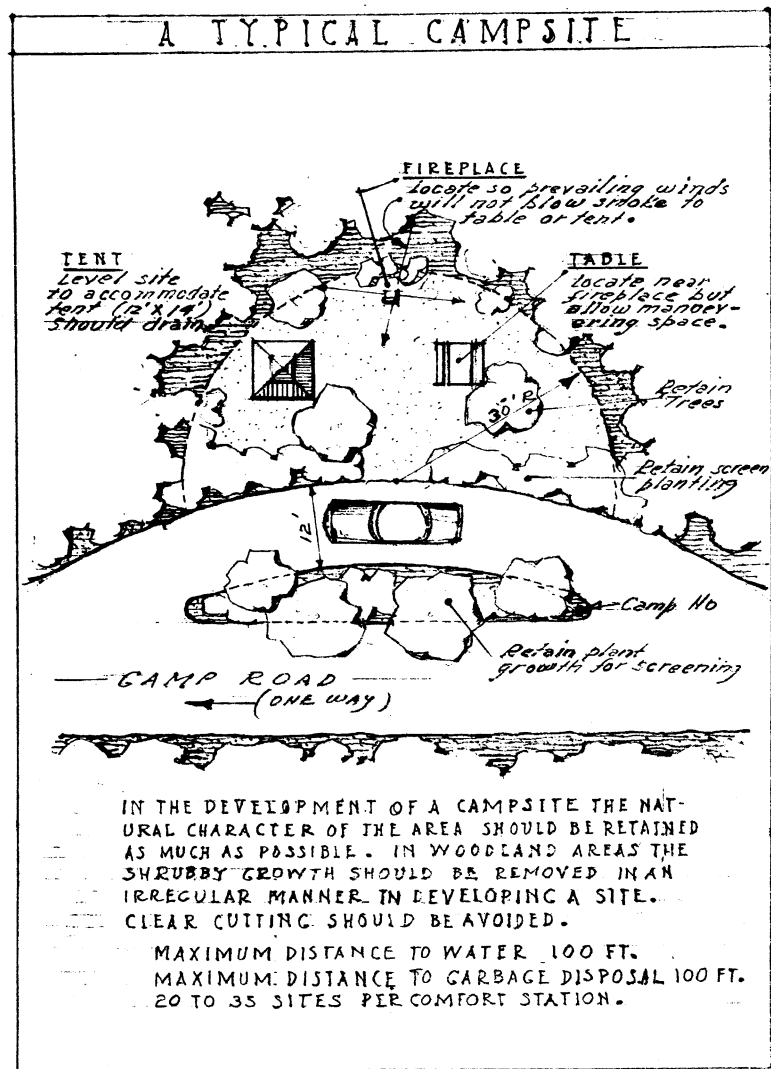 A TYPICAL CAMPSITE
FIREPLACE
Locate so prevailing winds
will not blow smoke to
table or tent.
TENT
Level site
to accommodate
tent (12'X14')
Should drain.
TABLE
Locate near
fireplace but
allow manoev-
ering space.
30'-R
Retain
Trees
Retain screen
planting
12'
Camp No
Retain plant
growth for screening
CAMP ROAD
(ONE WAY)
IN THE DEVELOPMENT OF A CAMPSITE THE NAT-
URAL CHARACTER OF THE AREA SHOULD BE RETAINED
AS MUCH AS POSSIBLE. IN WOODLAND AREAS THE
SHRUBBY GROWTH SHOULD BE REMOVED IN AN
IRREGULAR MANNER IN DEVELOPING A SITE.
CLEAR CUTTING SHOULD BE AVOIDED.
MAXIMUM DISTANCE TO WATER 100 FT.
MAXIMUM DISTANCE TO GARBAGE DISPOSAL 100 FT.
20 TO 35 SITES PER COMFORT STATION.